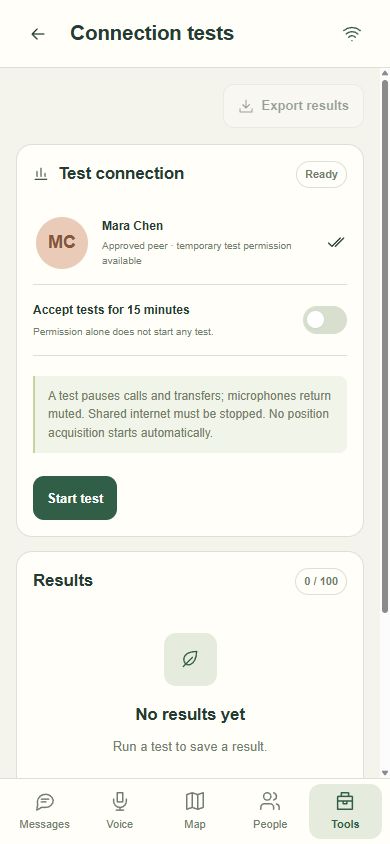 Connection tests
Export results
Test connection
Ready
MC
Mara Chen
Approved peer · temporary test permission
available
Accept tests for 15 minutes
Permission alone does not start any test.
A test pauses calls and transfers; microphones return
muted. Shared internet must be stopped. No position
acquisition starts automatically.
Start test
Results
0 / 100
No results yet
Run a test to save a result.
Messages
Voice
Map
People
Tools